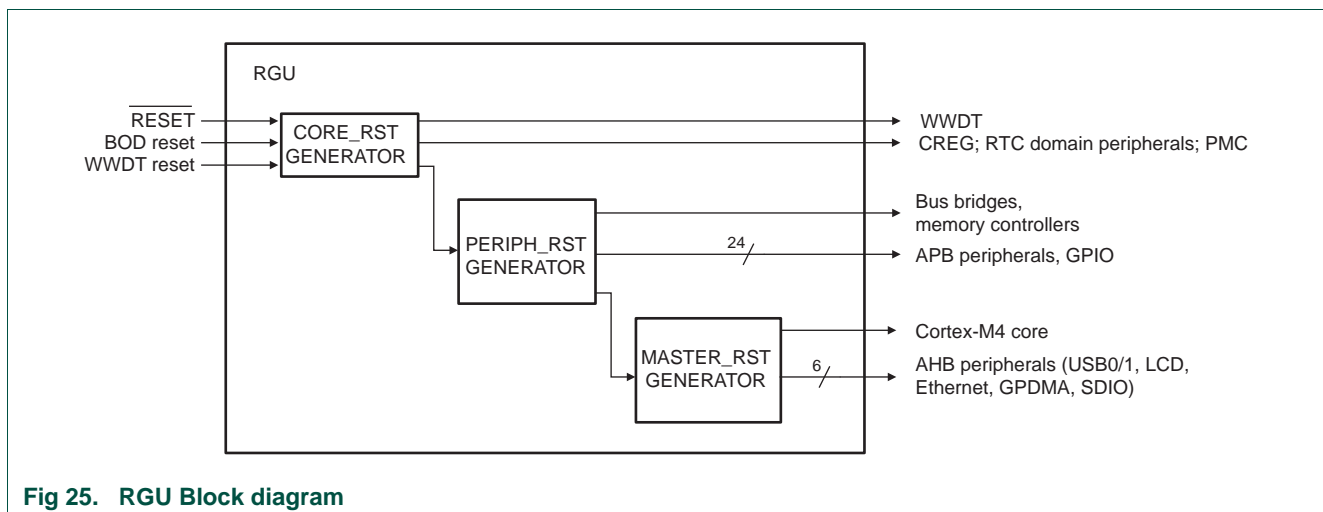 RGU
RESET
BOD reset
WWDT reset
CORE_RST
GENERATOR
WWDT
CREG; RTC domain peripherals; PMC
PERIPH_RST
GENERATOR
Bus bridges,
memory controllers
24
APB peripherals, GPIO
MASTER_RST
GENERATOR
Cortex-M4 core
6
AHB peripherals (USB0/1, LCD,
Ethernet, GPDMA, SDIO)
Fig 25. RGU Block diagram